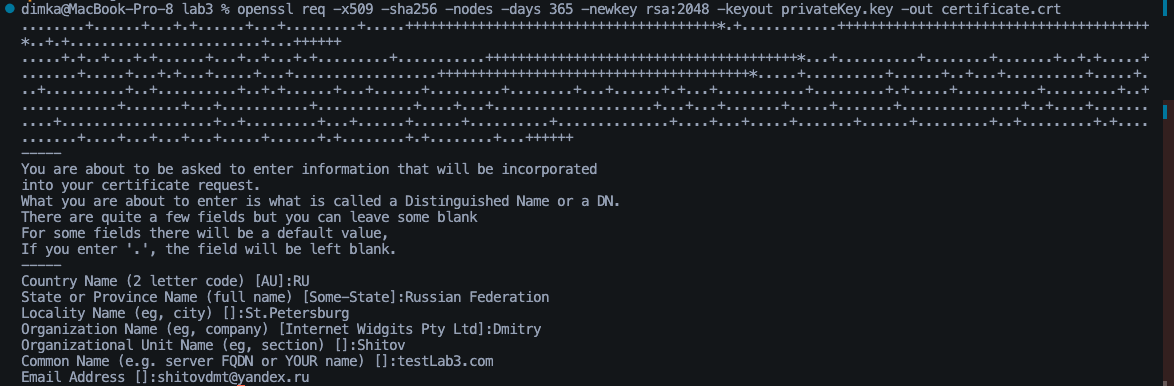 dimka@MacBook-Pro-8 lab3 % openssl req -x509 -sha256 -nodes -days 365 -newkey rsa:2048 -keyout privateKey.key -out certificate.crt
-----
You are about to be asked to enter information that will be incorporated
into your certificate request.
What you are about to enter is what is called a Distinguished Name or a DN.
There are quite a few fields but you can leave some blank
For some fields there will be a default value,
If you enter '.', the field will be left blank.
-----
Country Name (2 letter code) [AU]:RU
State or Province Name (full name) [Some-State]:Russian Federation
Locality Name (eg, city) []:St.Petersburg
Organization Name (eg, company) [Internet Widgits Pty Ltd]:Dmitry
Organizational Unit Name (eg, section) []:Shitov
Common Name (e.g. server FQDN or YOUR name) []:testLab3.com
Email Address []:shitovdmt@yandex.ru